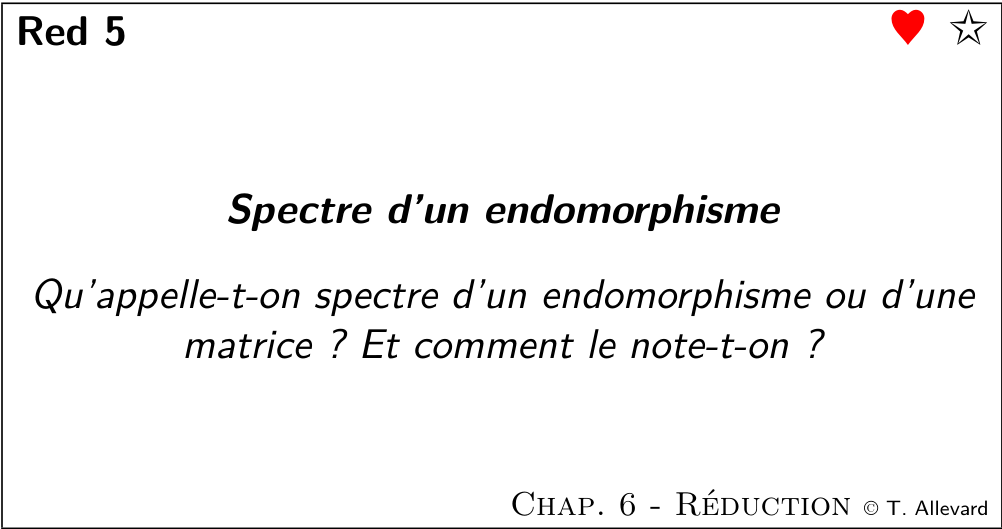 Red 5
Spectre d'un endomorphisme
Qu'appelle-t-on spectre d'un endomorphisme ou d'une
matrice ? Et comment le note-t-on ?
Chap. 6 - Réduction © T. Allevard